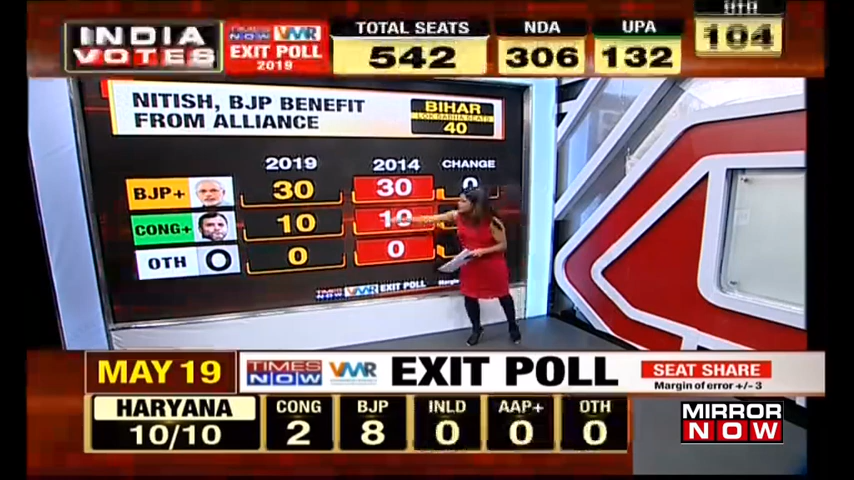 INDIA
VOTES
TIMES
NOW VMR
EXIT POLL
2019
TOTAL SEATS
542
NDA
306
UPA
132
OTH
104
NITISH, BJP BENEFIT
FROM ALLIANCE
BIHAR
LOK SABHA SEATS
40
2019 2014 CHANGE
BJP+ 30 30 0
CONG+ 10 10
OTH 0 0
TIMES NOW VMR EXIT POLL Margin
MAY 19
TIMES
NOW
VMR
EXIT POLL
SEAT SHARE
Margin of error +/- 3
HARYANA
10/10
CONG
2
BJP
8
INLD
0
AAP+
0
OTH
0
MIRROR
NOW